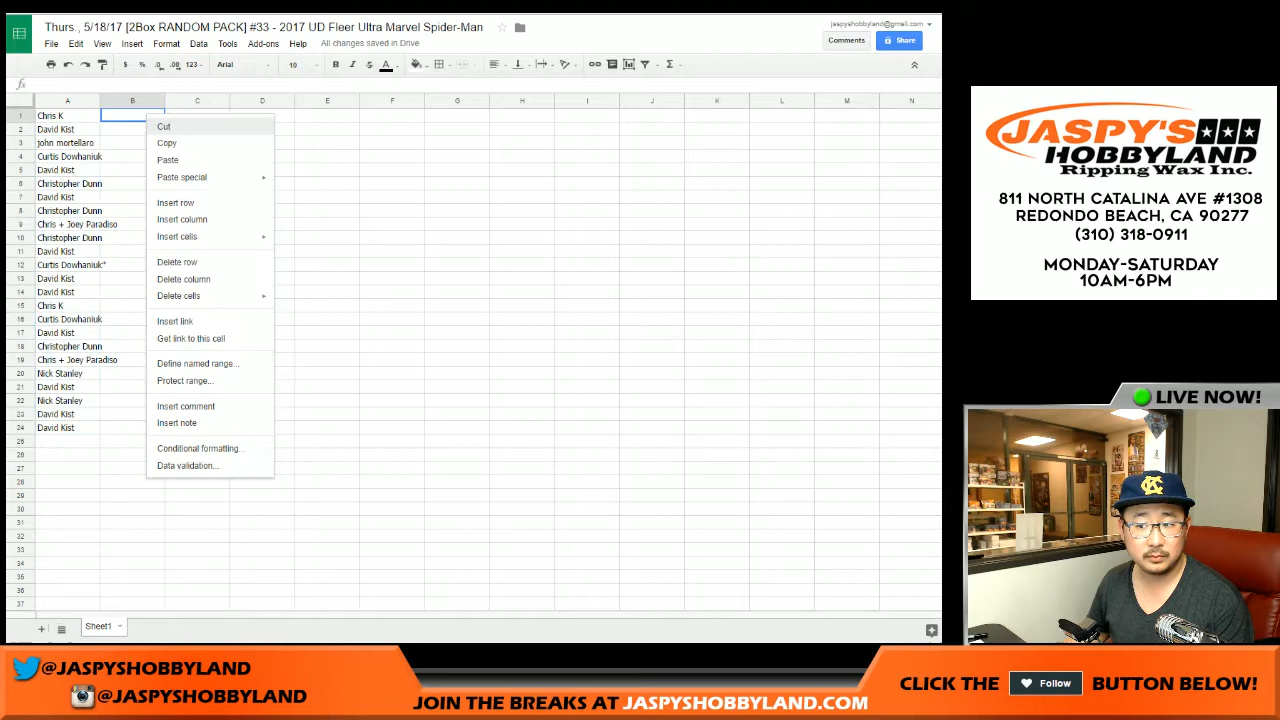 Thurs., 5/18/17 [2Box RANDOM PACK] #33 - 2017 UD Fleer Ultra Marvel Spider-Man
jaspyshobbyland@gmail.com
File Edit View Insert Format Data Tools Add-ons Help All changes saved in Drive
Comments
Share
$ % .0 .00 123 Arial 10 B I S A
fx
A B C D E F G H I J K L M N
1 Chris K
2 David Kist
3 john mortellaro
4 Curtis Dowhaniuk
5 David Kist
6 Christopher Dunn
7 David Kist
8 Christopher Dunn
9 Chris + Joey Paradiso
10 Christopher Dunn
11 David Kist
12 Curtis Dowhaniuk*
13 David Kist
14 David Kist
15 Chris K
16 Curtis Dowhaniuk
17 David Kist
18 Christopher Dunn
19 Chris + Joey Paradiso
20 Nick Stanley
21 David Kist
22 Nick Stanley
23 David Kist
24 David Kist
25
26
27
28
29
30
31
32
33
34
35
36
37
Cut
Copy
Paste
Paste special
Insert row
Insert column
Insert cells
Delete row
Delete column
Delete cells
Insert link
Get link to this cell
Define named range...
Protect range...
Insert comment
Insert note
Conditional formatting...
Data validation...
Sheet1
JASPY'S
HOBBYLAND
Ripping Wax Inc.
811 NORTH CATALINA AVE #1308
REDONDO BEACH, CA 90277
(310) 318-0911
MONDAY-SATURDAY
10AM-6PM
LIVE NOW!
@JASPYSHOBBYLAND
@JASPYSHOBBYLAND
JOIN THE BREAKS AT JASPYSHOBBYLAND.COM
CLICK THE Follow BUTTON BELOW!